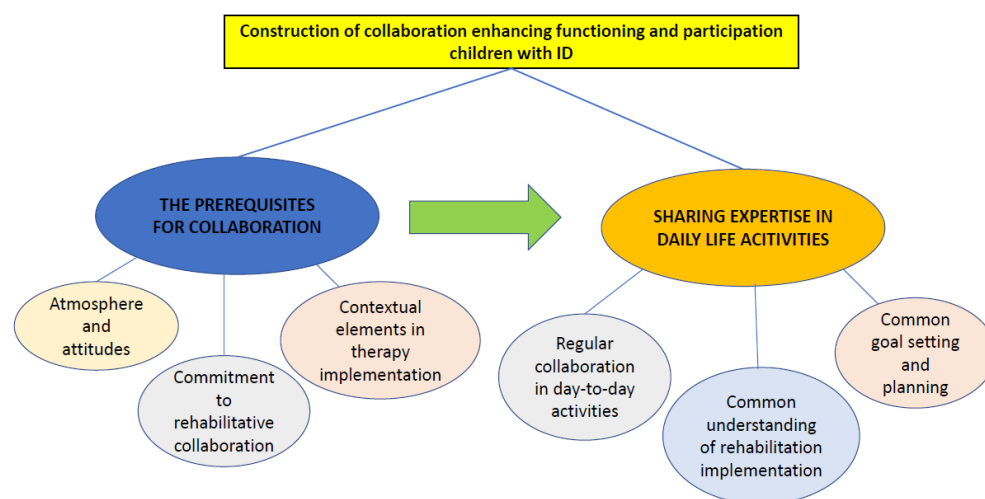 Construction of collaboration enhancing functioning and participation
children with ID
THE PREREQUISITES
FOR COLLABORATION
SHARING EXPERTISE IN
DAILY LIFE ACITIVITIES
Atmosphere
and
attitudes
Commitment
to
rehabilitative
collaboration
Contextual
elements in
therapy
implementation
Regular
collaboration
in day-to-day
activities
Common
understanding
of rehabilitation
implementation
Common
goal setting
and
planning